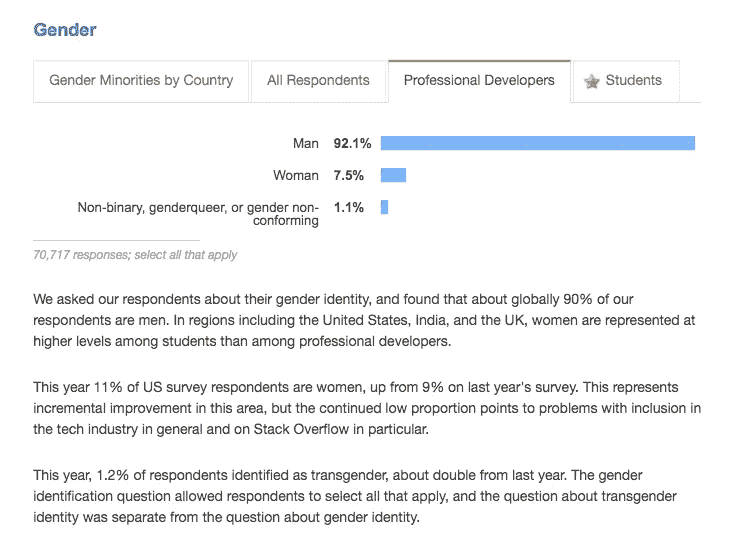 Gender
Gender Minorities by Country All Respondents Professional Developers Students
Man 92.1%
Woman 7.5%
Non-binary, genderqueer, or gender non- 1.1%
conforming
70,717 responses; select all that apply
We asked our respondents about their gender identity, and found that about globally 90% of our
respondents are men. In regions including the United States, India, and the UK, women are represented at
higher levels among students than among professional developers.
This year 11% of US survey respondents are women, up from 9% on last year's survey. This represents
incremental improvement in this area, but the continued low proportion points to problems with inclusion in
the tech industry in general and on Stack Overflow in particular.
This year, 1.2% of respondents identified as transgender, about double from last year. The gender
identification question allowed respondents to select all that apply, and the question about transgender
identity was separate from the question about gender identity.